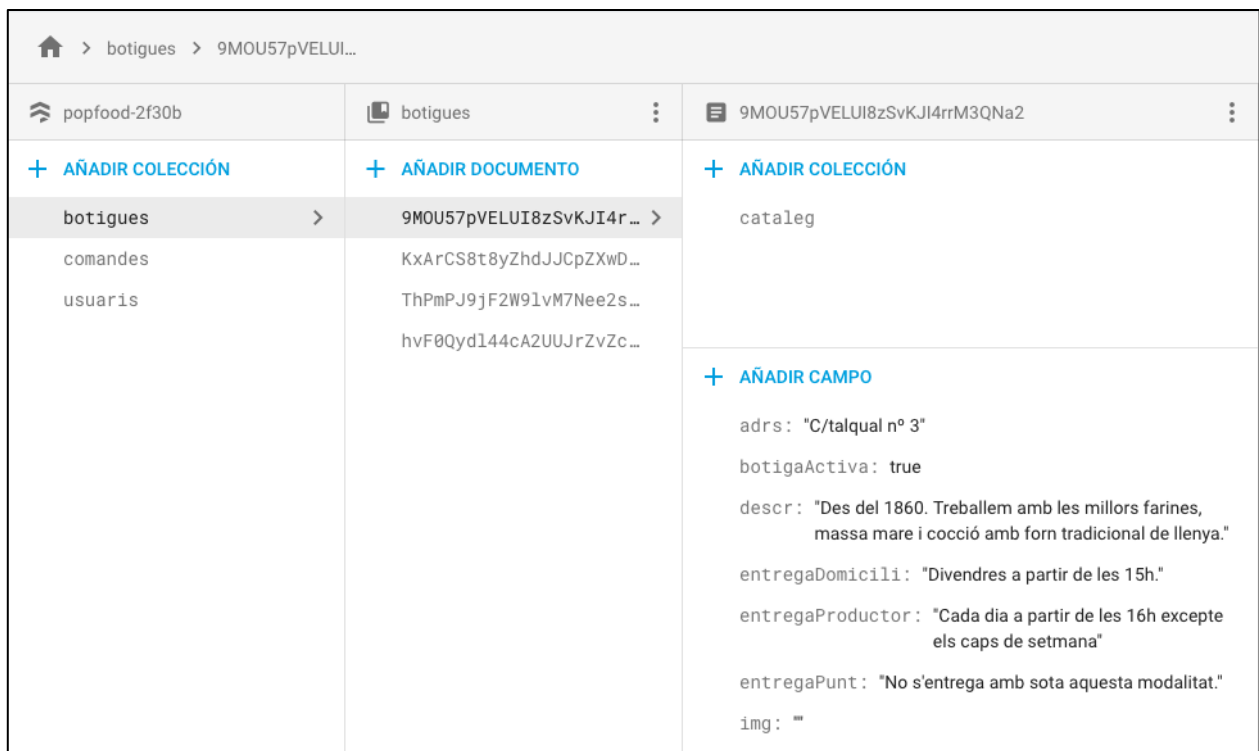 botigues > 9MOU57pVELUI...
popfood-2f30b
botigues
9MOU57pVELUI8zSvKJI4rrM3QNa2
+ AÑADIR COLECCIÓN
+ AÑADIR DOCUMENTO
+ AÑADIR COLECCIÓN
botigues
comandes
usuaris
9MOU57pVELUI8zSvKJI4r…
KxArCS8t8yZhdJJCpZXwD…
ThPmPJ9jF2W9lvM7Nee2s…
hvF0Qydl44cA2UUJrZvZc…
cataleg
+ AÑADIR CAMPO
adrs: "C/talqual nº 3"
botigaActiva: true
descr: "Des del 1860. Treballem amb les millors farines,
massa mare i cocció amb forn tradicional de llenya."
entregaDomicili: "Divendres a partir de les 15h."
entregaProductor: "Cada dia a partir de les 16h excepte
els caps de setmana"
entregaPunt: "No s'entrega amb sota aquesta modalitat."
img: ""